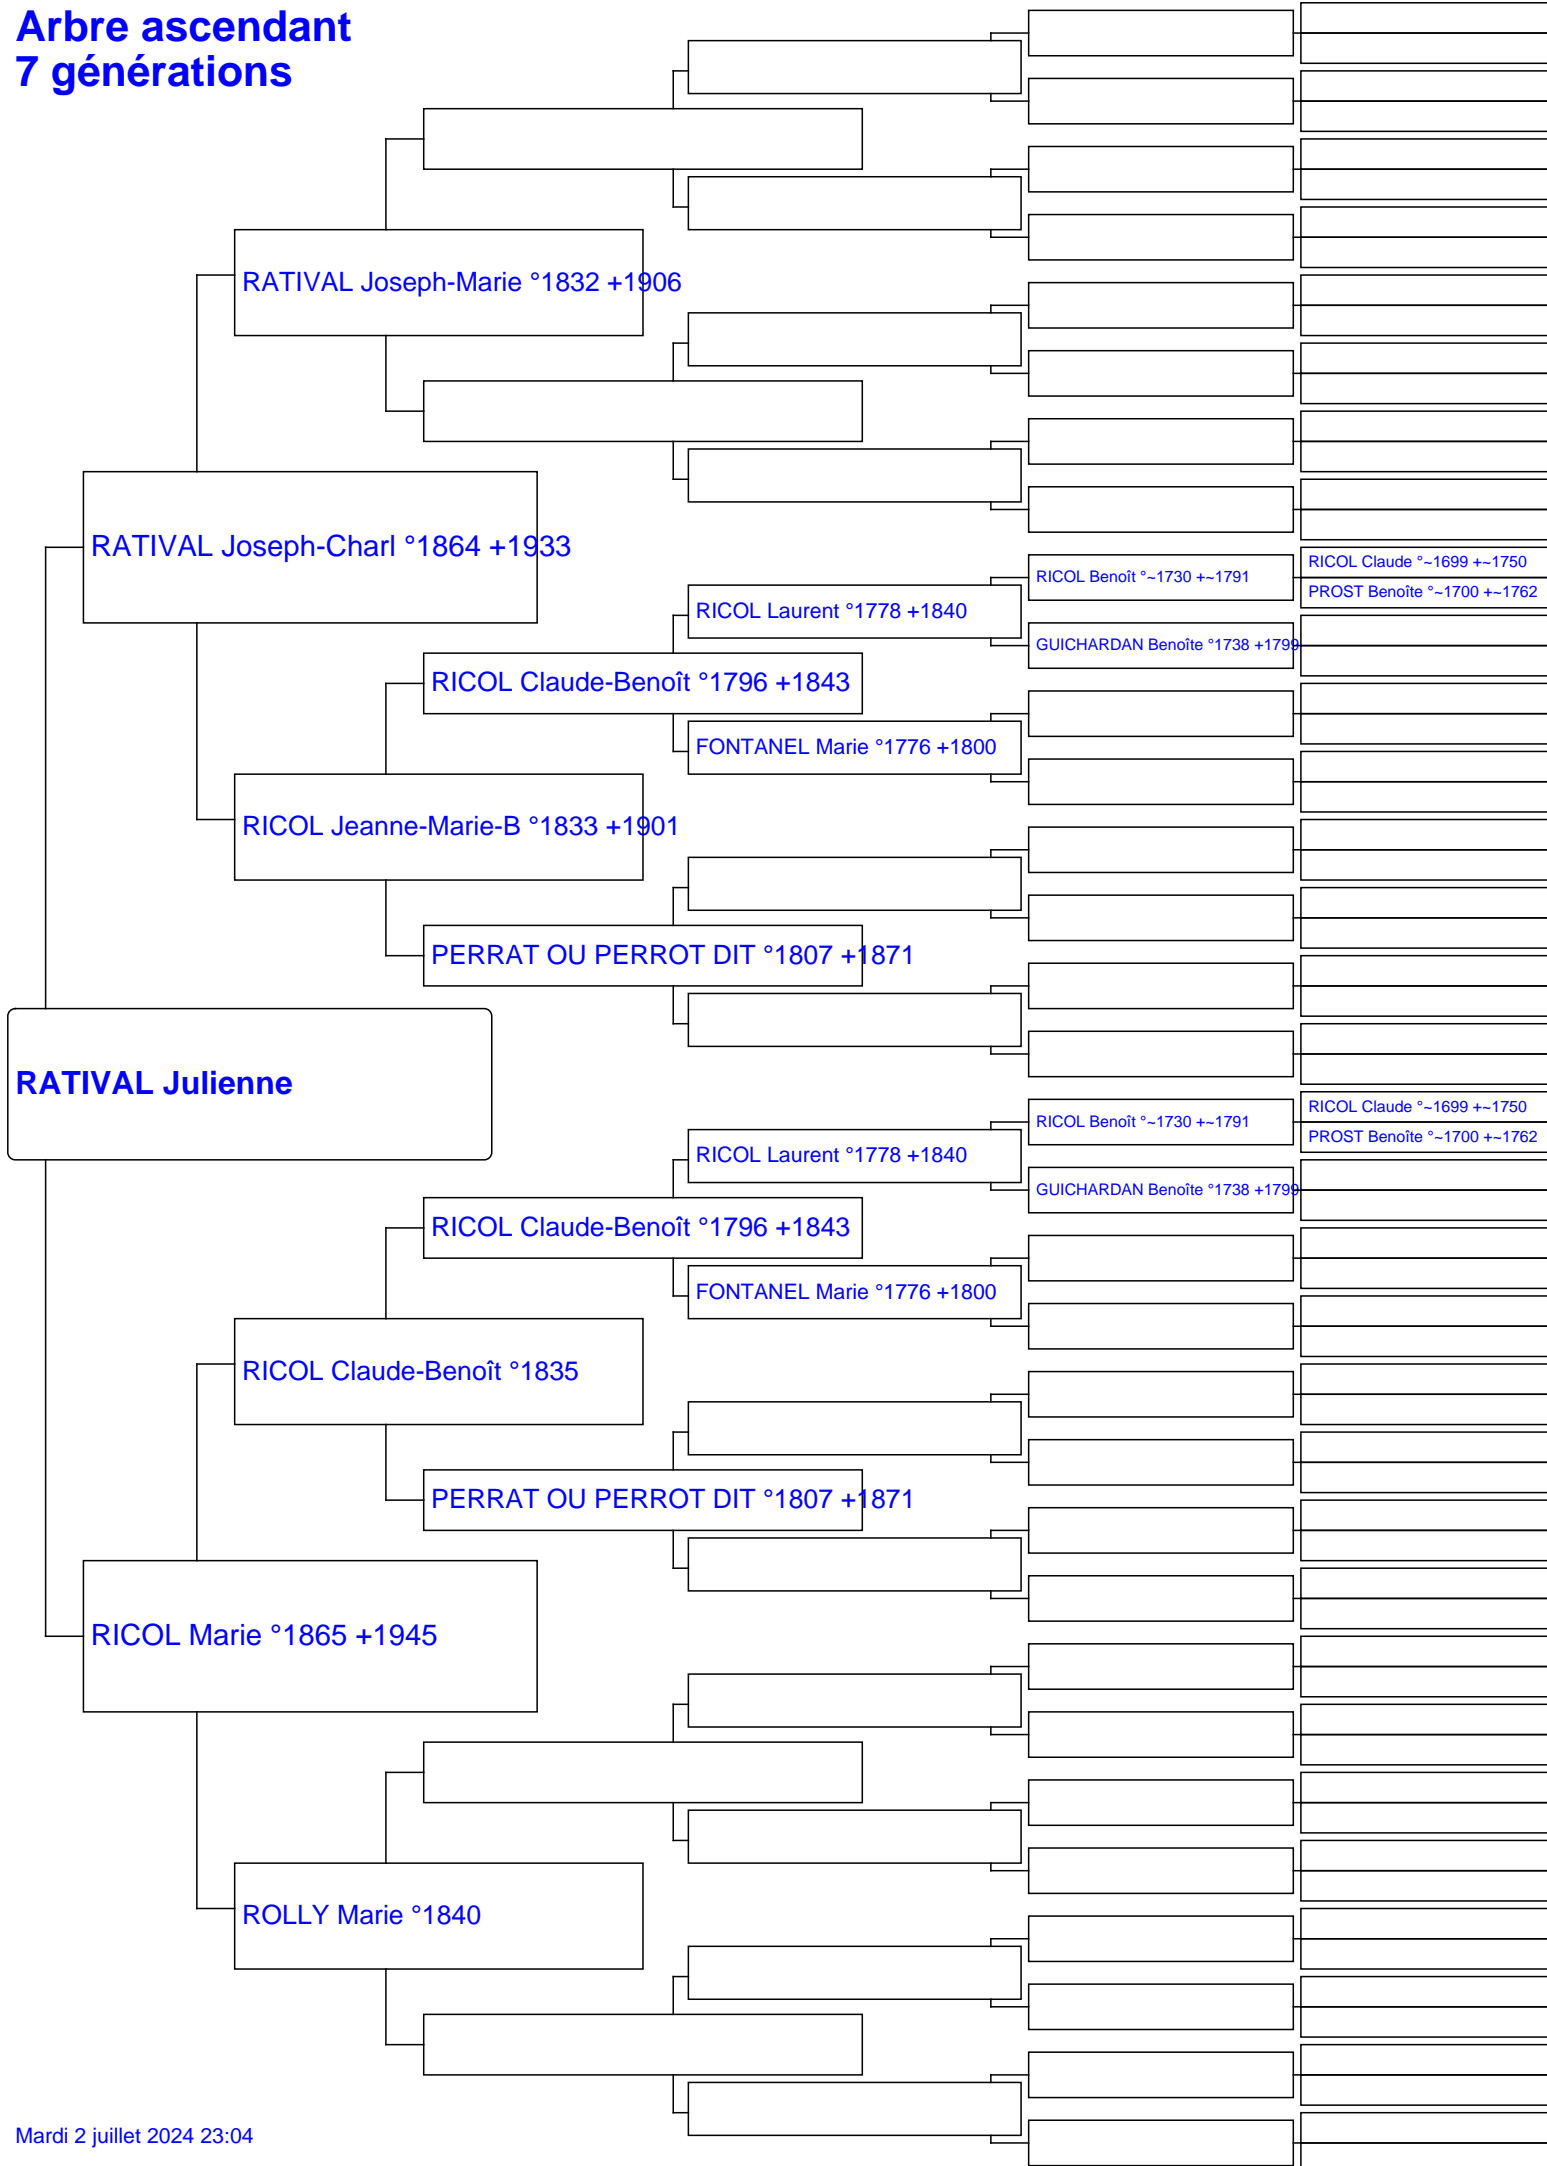 Arbre ascendant
7 générations
RATIVAL Joseph-Marie °1832 +1906
RATIVAL Joseph-Charl °1864 +1933
RICOL Benoît °~1730 +~1791
RICOL Claude °~1699 +~1750
PROST Benoîte °~1700 +~1762
RICOL Laurent °1778 +1840
GUICHARDAN Benoîte °1738 +1799
RICOL Claude-Benoît °1796 +1843
FONTANEL Marie °1776 +1800
RICOL Jeanne-Marie-B °1833 +1901
PERRAT OU PERROT DIT °1807 +1871
RATIVAL Julienne
RICOL Benoît °~1730 +~1791
RICOL Claude °~1699 +~1750
PROST Benoîte °~1700 +~1762
RICOL Laurent °1778 +1840
GUICHARDAN Benoîte °1738 +1799
RICOL Claude-Benoît °1796 +1843
FONTANEL Marie °1776 +1800
RICOL Claude-Benoît °1835
PERRAT OU PERROT DIT °1807 +1871
RICOL Marie °1865 +1945
ROLLY Marie °1840
Mardi 2 juillet 2024 23:04